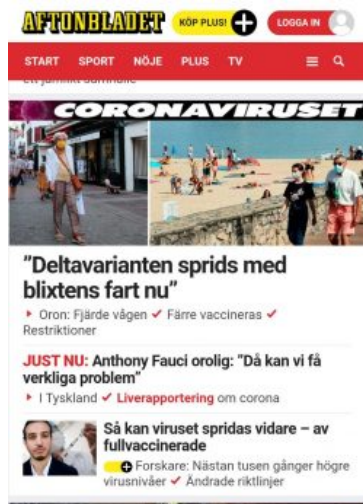 AFTONBLADET KÖP PLUS! LOGGA IN
START SPORT NÖJE PLUS TV
CORONAVIRUSET
”Deltavarianten sprids med
blixtens fart nu”
Oron: Fjärde vågen ✔ Färre vaccineras ✔
Restriktioner
JUST NU: Anthony Fauci orolig: ”Då kan vi få
verkliga problem”
I Tyskland ✔ Liverapportering om corona
Så kan viruset spridas vidare – av
fullvaccinerade
Forskare: Nästan tusen gånger högre
virusnivåer ✔ Ändrade riktlinjer